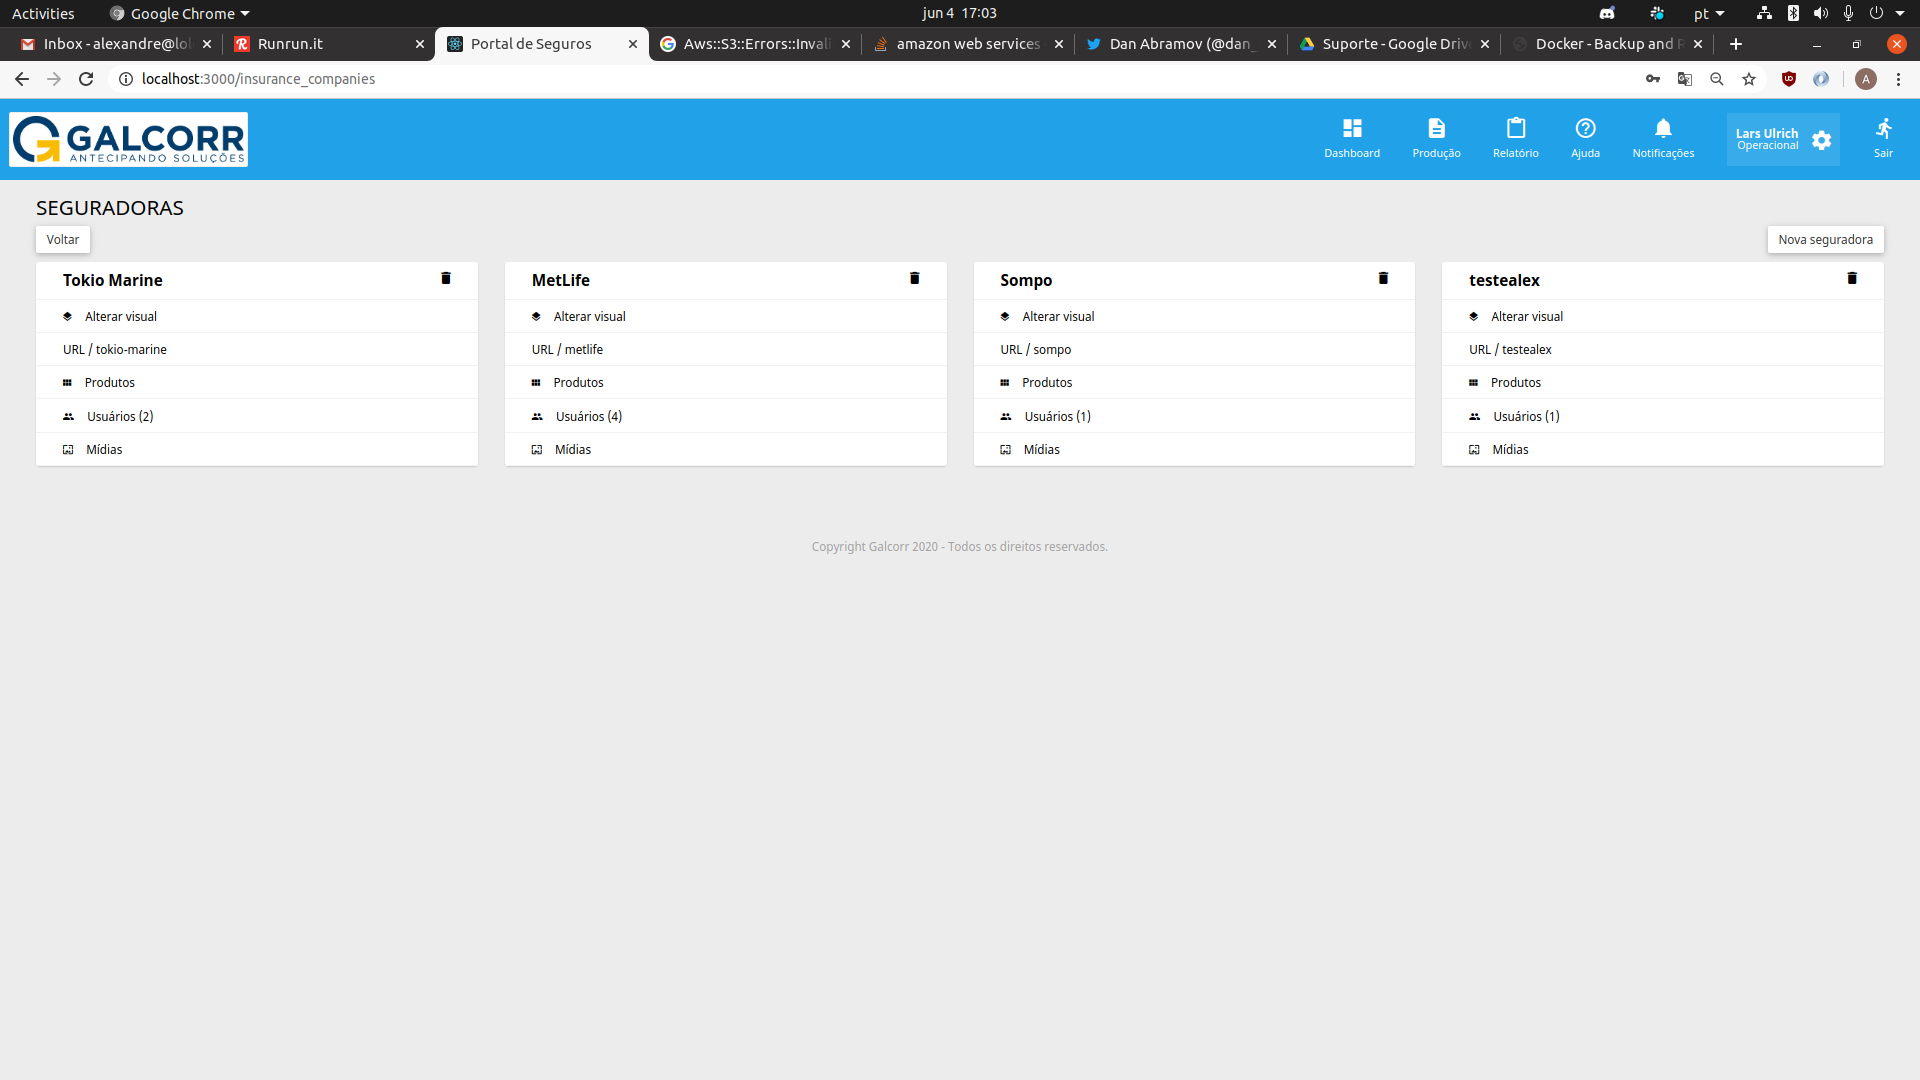 Activities Google Chrome jun 4 17:03 pt
Inbox - alexandre@lol Runrun.it Portal de Seguros Aws::S3::Errors::Invali amazon web services Dan Abramov (@dan_ Suporte - Google Driv Docker - Backup and R
localhost:3000/insurance_companies A
GALCORR
ANTECIPANDO SOLUÇÕES
Dashboard Produção Relatório Ajuda Notificações Lars Ulrich Operacional Sair
SEGURADORAS
Voltar Nova seguradora
Tokio Marine
Alterar visual
URL / tokio-marine
Produtos
Usuários (2)
Mídias
MetLife
Alterar visual
URL / metlife
Produtos
Usuários (4)
Mídias
Sompo
Alterar visual
URL / sompo
Produtos
Usuários (1)
Mídias
testealex
Alterar visual
URL / testealex
Produtos
Usuários (1)
Mídias
Copyright Galcorr 2020 - Todos os direitos reservados.